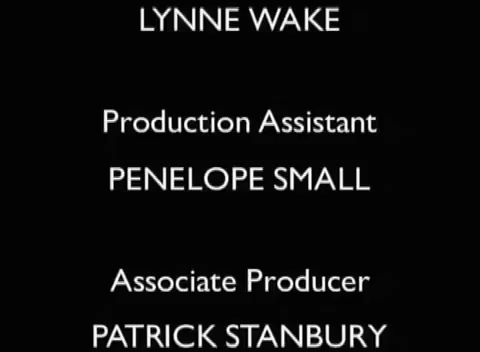 LYNNE WAKE
Production Assistant
PENELOPE SMALL
Associate Producer
PATRICK STANBURY